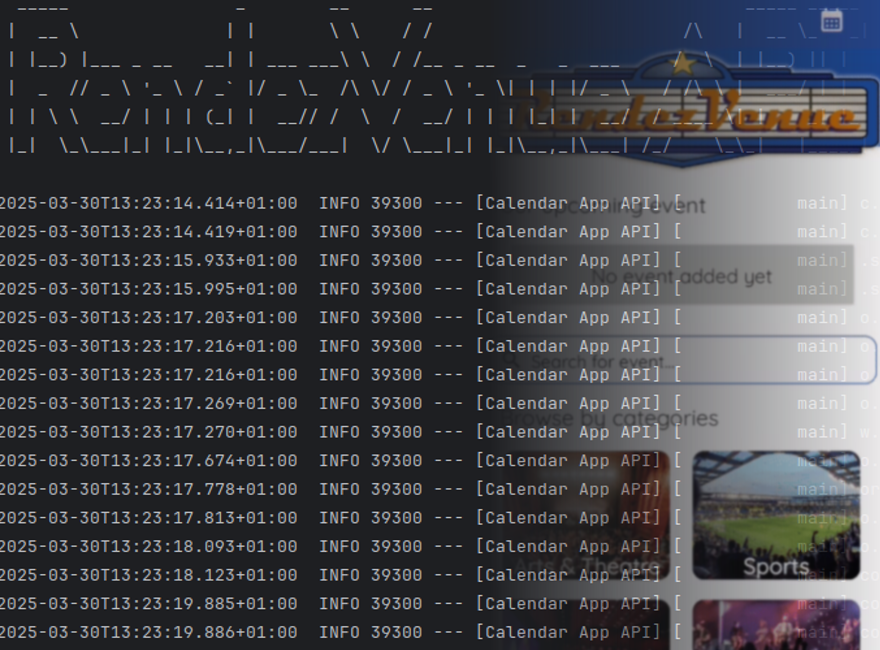 RendezVenue
2025-03-30T13:23:14.414+01:00 INFO 39300 --- [Calendar App API] [ main] c.
upcoming event
2025-03-30T13:23:14.419+01:00 INFO 39300 --- [Calendar App API] [ main] c.
2025-03-30T13:23:15.933+01:00 INFO 39300 --- [Calendar App API] [ main] .s
No event added yet
2025-03-30T13:23:15.995+01:00 INFO 39300 --- [Calendar App API] [ main] .s
2025-03-30T13:23:17.203+01:00 INFO 39300 --- [Calendar App API] [ main] o.
2025-03-30T13:23:17.216+01:00 INFO 39300 --- [Calendar App API] [ main] o
Search for event...
2025-03-30T13:23:17.216+01:00 INFO 39300 --- [Calendar App API] [ main] o
2025-03-30T13:23:17.269+01:00 INFO 39300 --- [Calendar App API] [ main] o.
Browse by categories
2025-03-30T13:23:17.270+01:00 INFO 39300 --- [Calendar App API] [ main] w.
2025-03-30T13:23:17.674+01:00 INFO 39300 --- [Calendar App API] [ main]
2025-03-30T13:23:17.778+01:00 INFO 39300 --- [Calendar App API] [ main]
2025-03-30T13:23:17.813+01:00 INFO 39300 --- [Calendar App API] [ main]
2025-03-30T13:23:18.093+01:00 INFO 39300 --- [Calendar App API] [ main]
Arts & Theatre
Sports
2025-03-30T13:23:18.123+01:00 INFO 39300 --- [Calendar App API] [ main] co
2025-03-30T13:23:19.885+01:00 INFO 39300 --- [Calendar App API] [ main] co
2025-03-30T13:23:19.886+01:00 INFO 39300 --- [Calendar App API] [ main] co